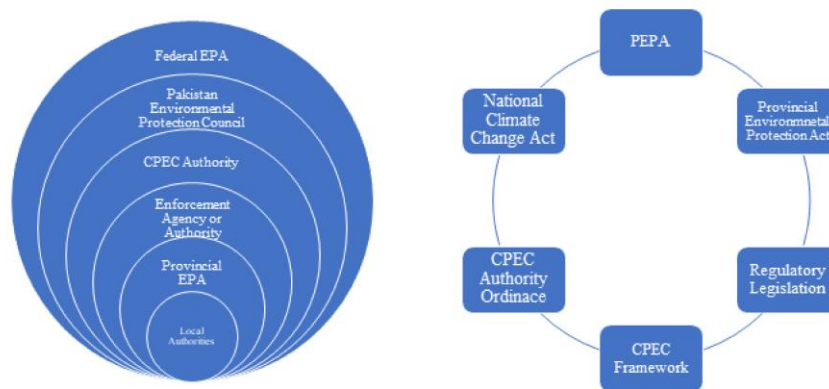 Federal EPA
Pakistan
Environmental
Protection Council
CPEC Authority
Enforcement
Agency or
Authority
Provincial
EPA
Local
Authorities
PEPA
Provincial
Environmnetal
Protection Act
Regulatory
Legislation
CPEC
Framework
CPEC
Authority
Ordinace
National
Climate
Change Act